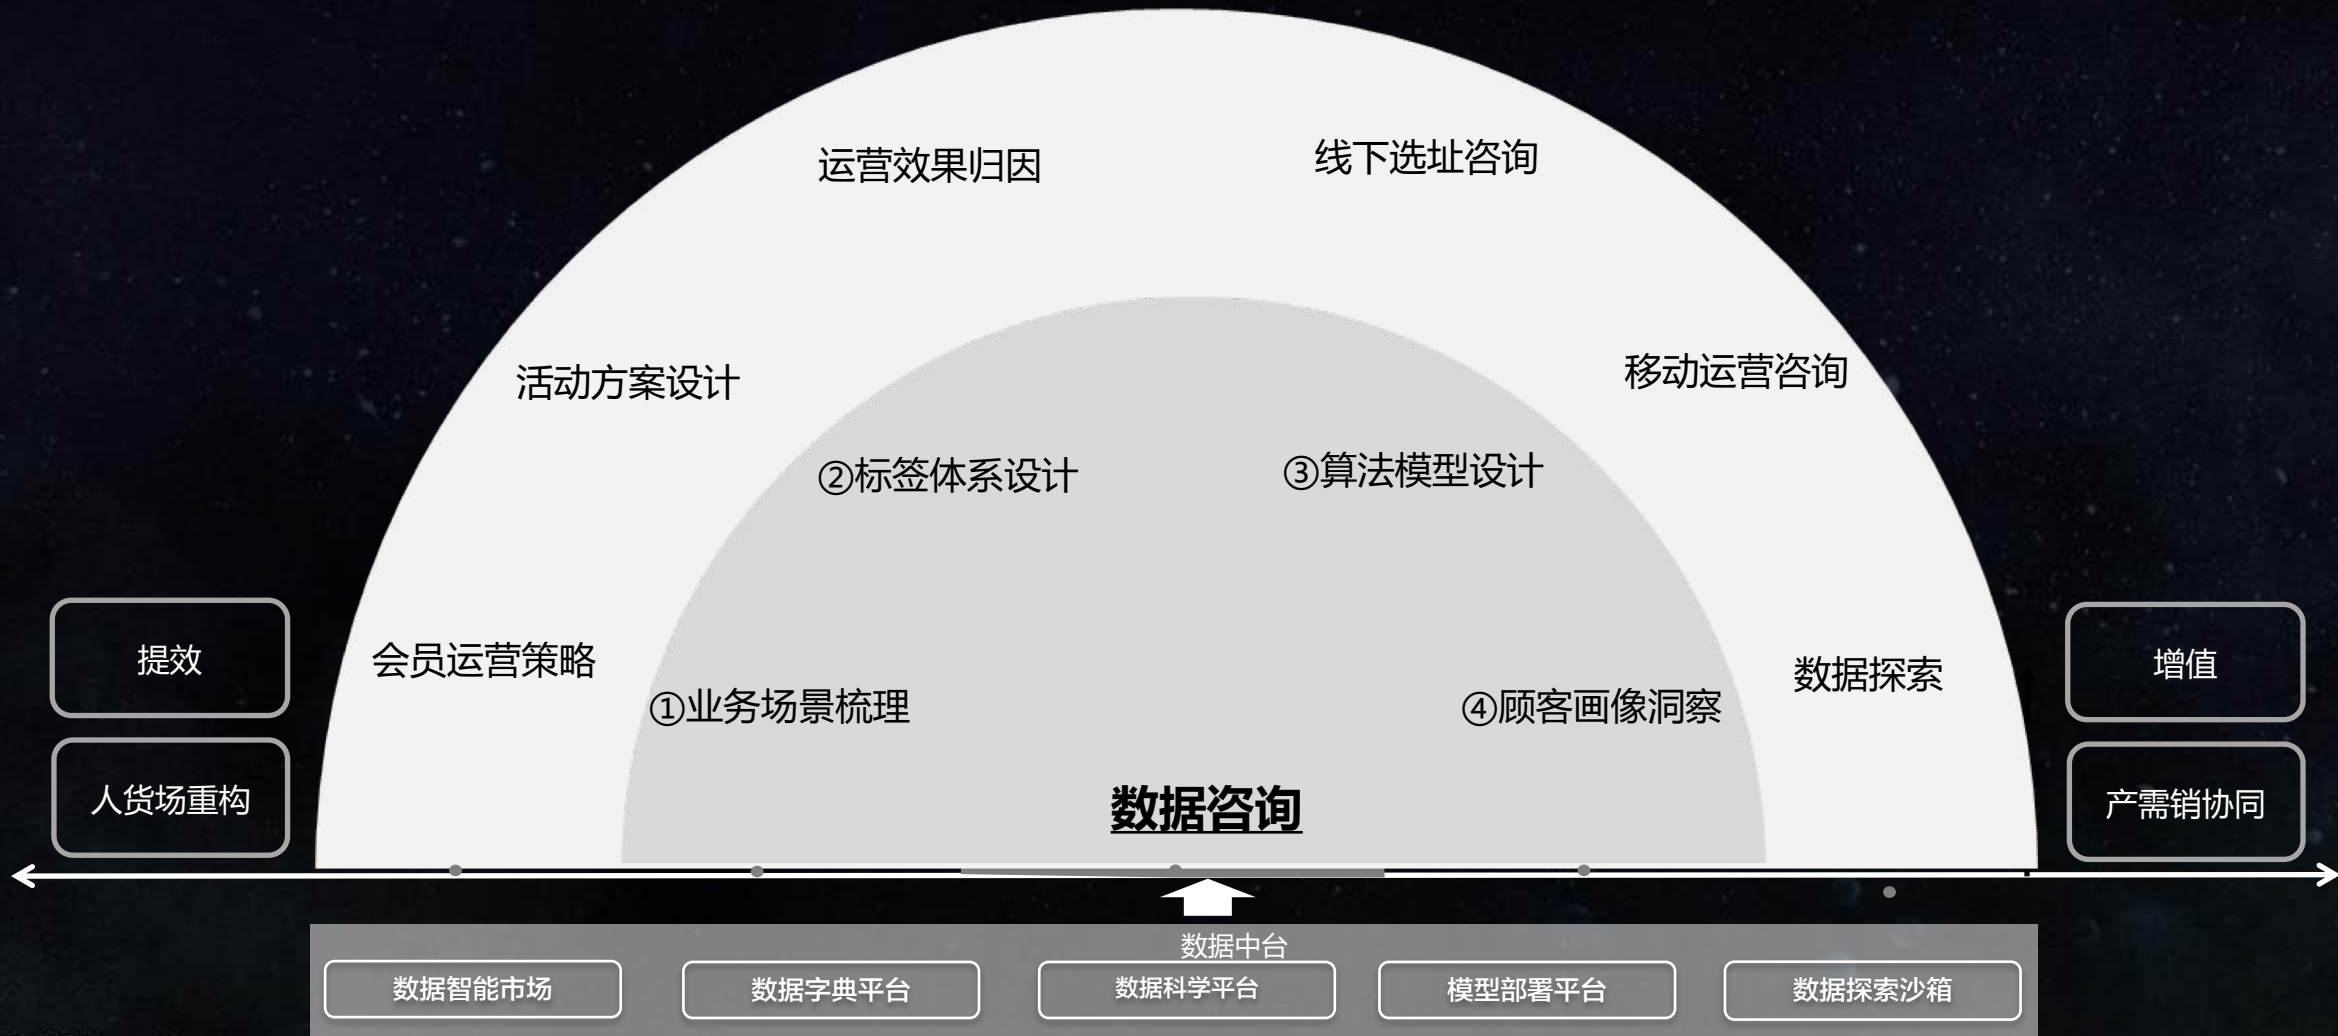 运营效果归因
线下选址咨询
活动方案设计
移动运营咨询
②标签体系设计
③算法模型设计
会员运营策略
数据探索
①业务场景梳理
④顾客画像洞察
数据咨询
提效
人货场重构
增值
产需销协同
数据中台
数据智能市场
数据字典平台
数据科学平台
模型部署平台
数据探索沙箱